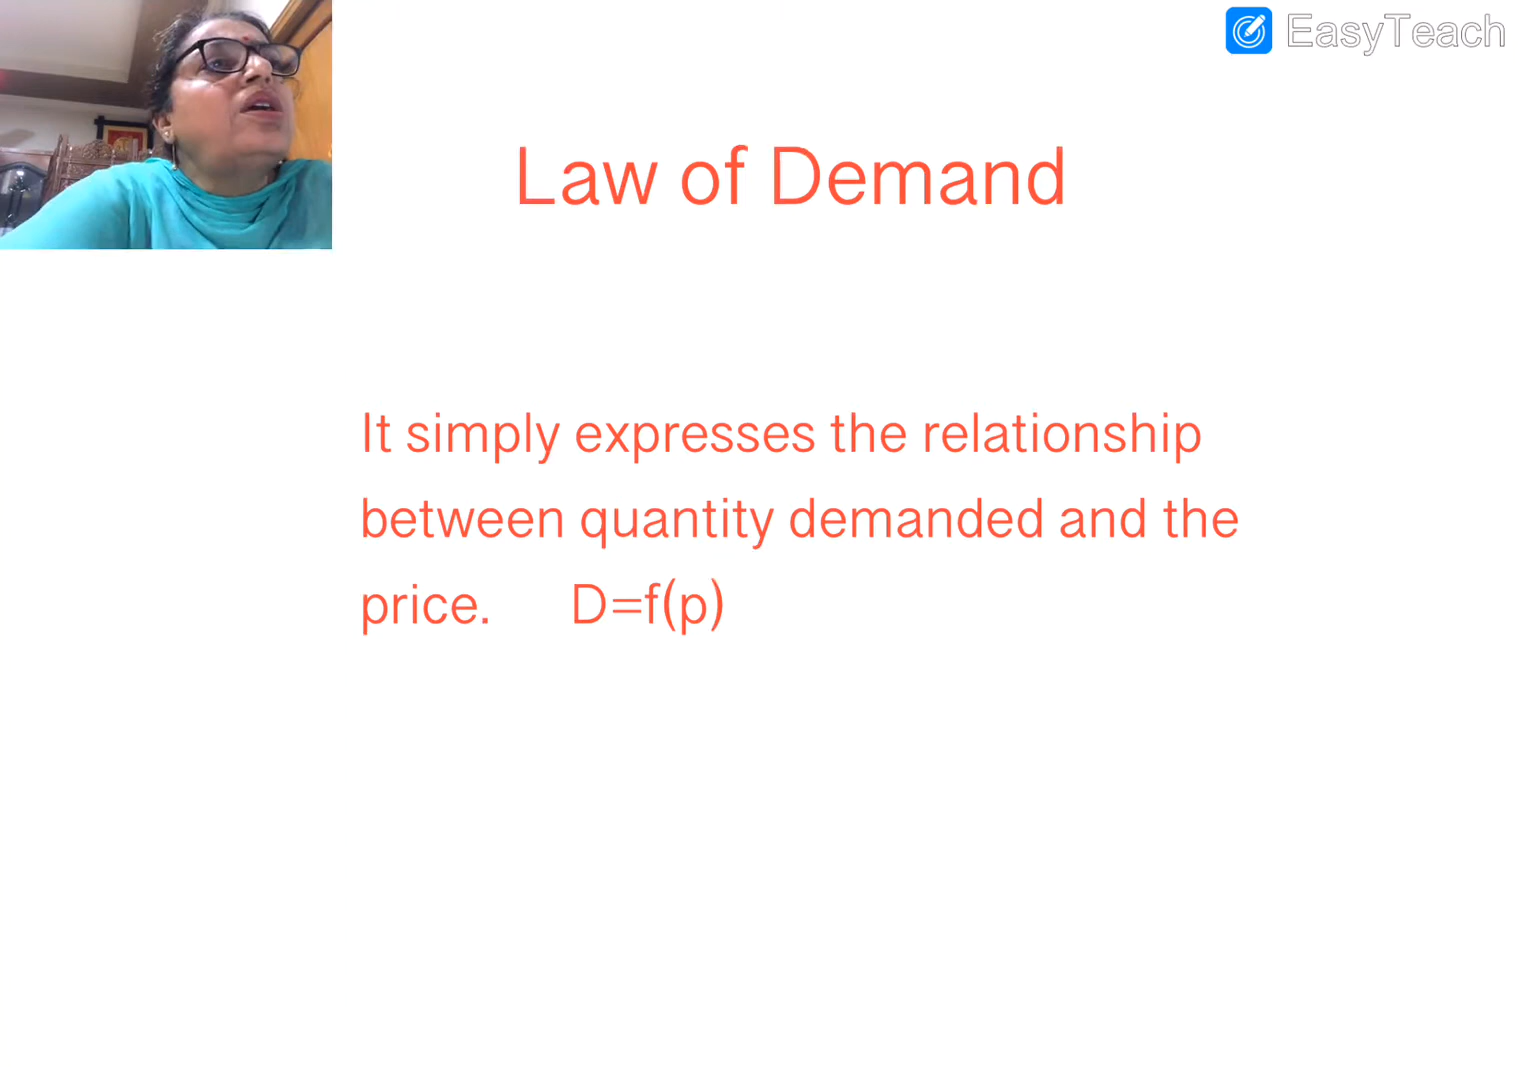 EasyTeach
Law of Demand
It simply expresses the relationship
between quantity demanded and the
price. D=f(p)